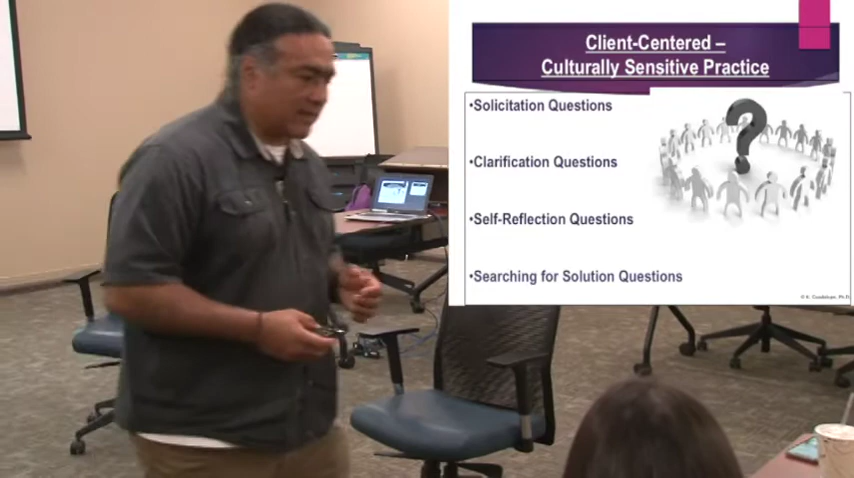 Client-Centered –
Culturally Sensitive Practice
•Solicitation Questions
•Clarification Questions
•Self-Reflection Questions
•Searching for Solution Questions